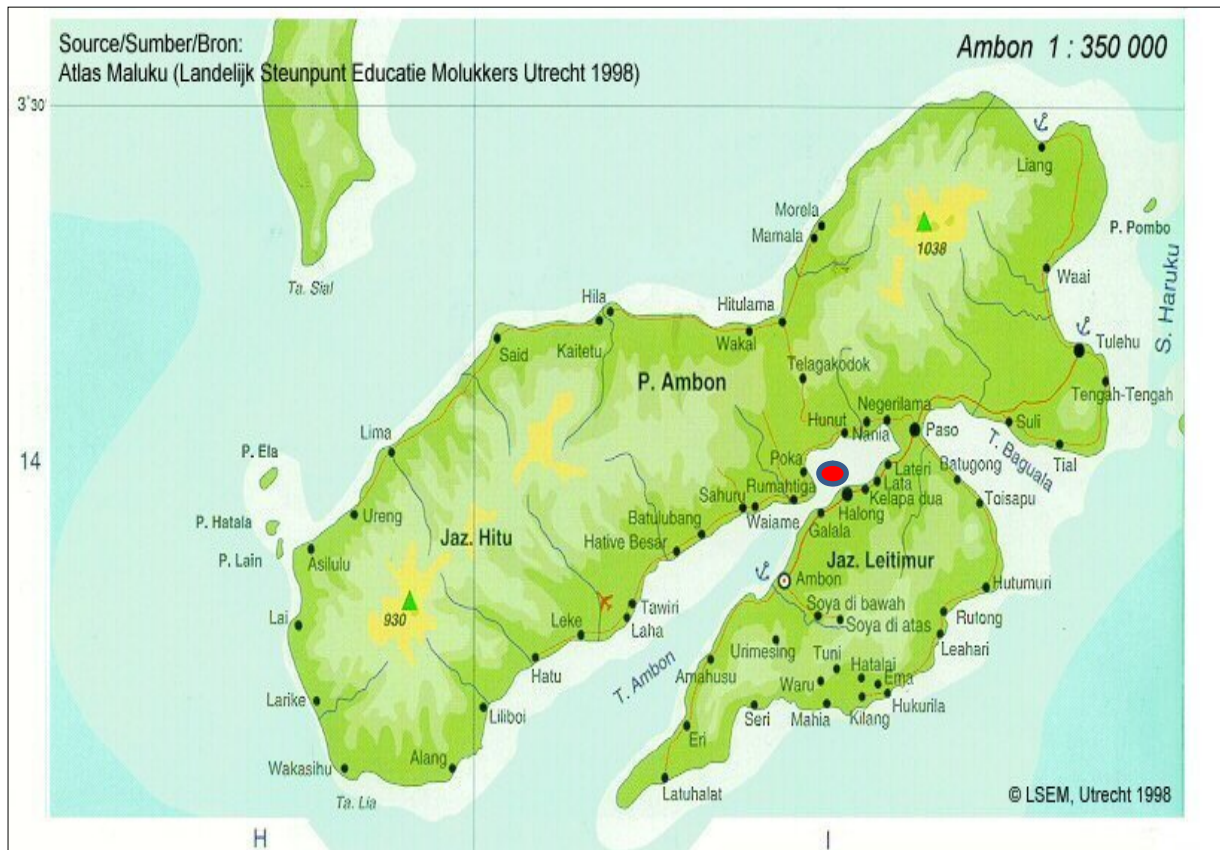 Source/Sumber/Bron:
Atlas Maluku (Landelijk Steunpunt Educatie Molukkers Utrecht 1998)
Ambon 1 : 350 000
3°30'
Liang
Morela
Mamala
P. Pombo
1038
Waai
S. Haruku
Ta. Sial
Hila
Hitulama
Tulehu
Said
Kaitetu
Wakal
Telagakodok
P. Ambon
Tengah-Tengah
Negerilama
Hunut
Nania
Paso
Suli
Lima
T. Baguala
14
Tial
P. Ela
Poka
Lateri
Batugong
Rumahtiga
Lata
Kelapa dua
Toisapu
Sahuru
P. Hatala
Ureng
Batulubang
Waiame
Halong
Galala
Jaz. Hitu
Hative Besar
P. Lain
Asilulu
Jaz. Leitimur
Ambon
Hutumuri
Tawiri
Soya di bawah
Rutong
930
Lai
Leke
Laha
Soya di atas
Leahari
Urimesing
Tuni
Hatu
T. Ambon
Amahusu
Hatalai
Ema
Waru
Larike
Liliboi
Seri
Mahia
Kilang
Hukurila
Eri
Wakasihu
Alang
Ta. Lia
Latuhalat
© LSEM, Utrecht 1998
H
I